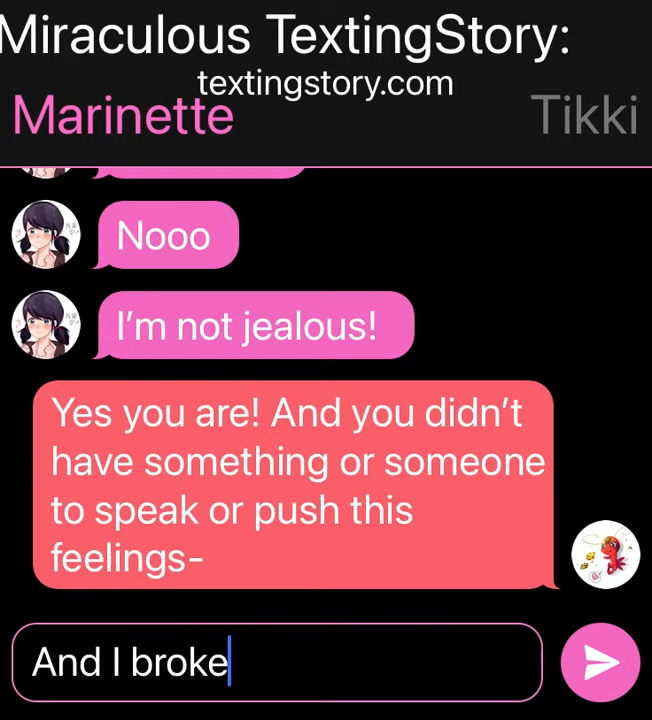 Miraculous TextingStory:
textingstory.com
Marinette
Tikki
Nooo
I'm not jealous!
Yes you are! And you didn't
have something or someone
to speak or push this
feelings-
And I broke